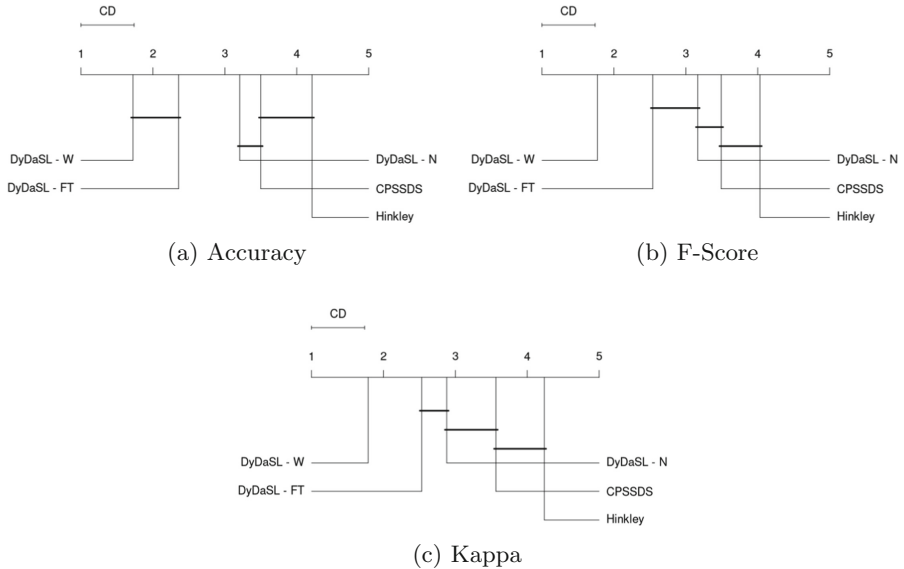 CD
1 2 3 4 5
DyDaSL - W
DyDaSL - FT
DyDaSL - N
CPSSDS
Hinkley
(a) Accuracy
CD
1 2 3 4 5
DyDaSL - W
DyDaSL - FT
DyDaSL - N
CPSSDS
Hinkley
(b) F-Score
CD
1 2 3 4 5
DyDaSL - W
DyDaSL - FT
DyDaSL - N
CPSSDS
Hinkley
(c) Kappa